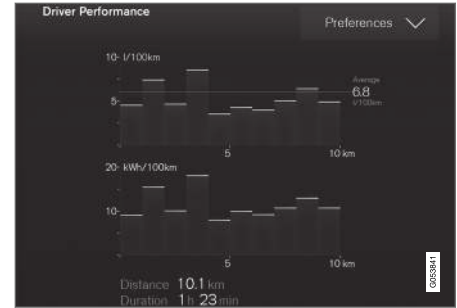 Driver Performance
Preferences
10- l/100km
Average
6.8
l/100km
5-
5
10 km
20- kWh/100km
10-
5
10 km
Distance 10.1 km
Duration 1 h 23 min
G053841